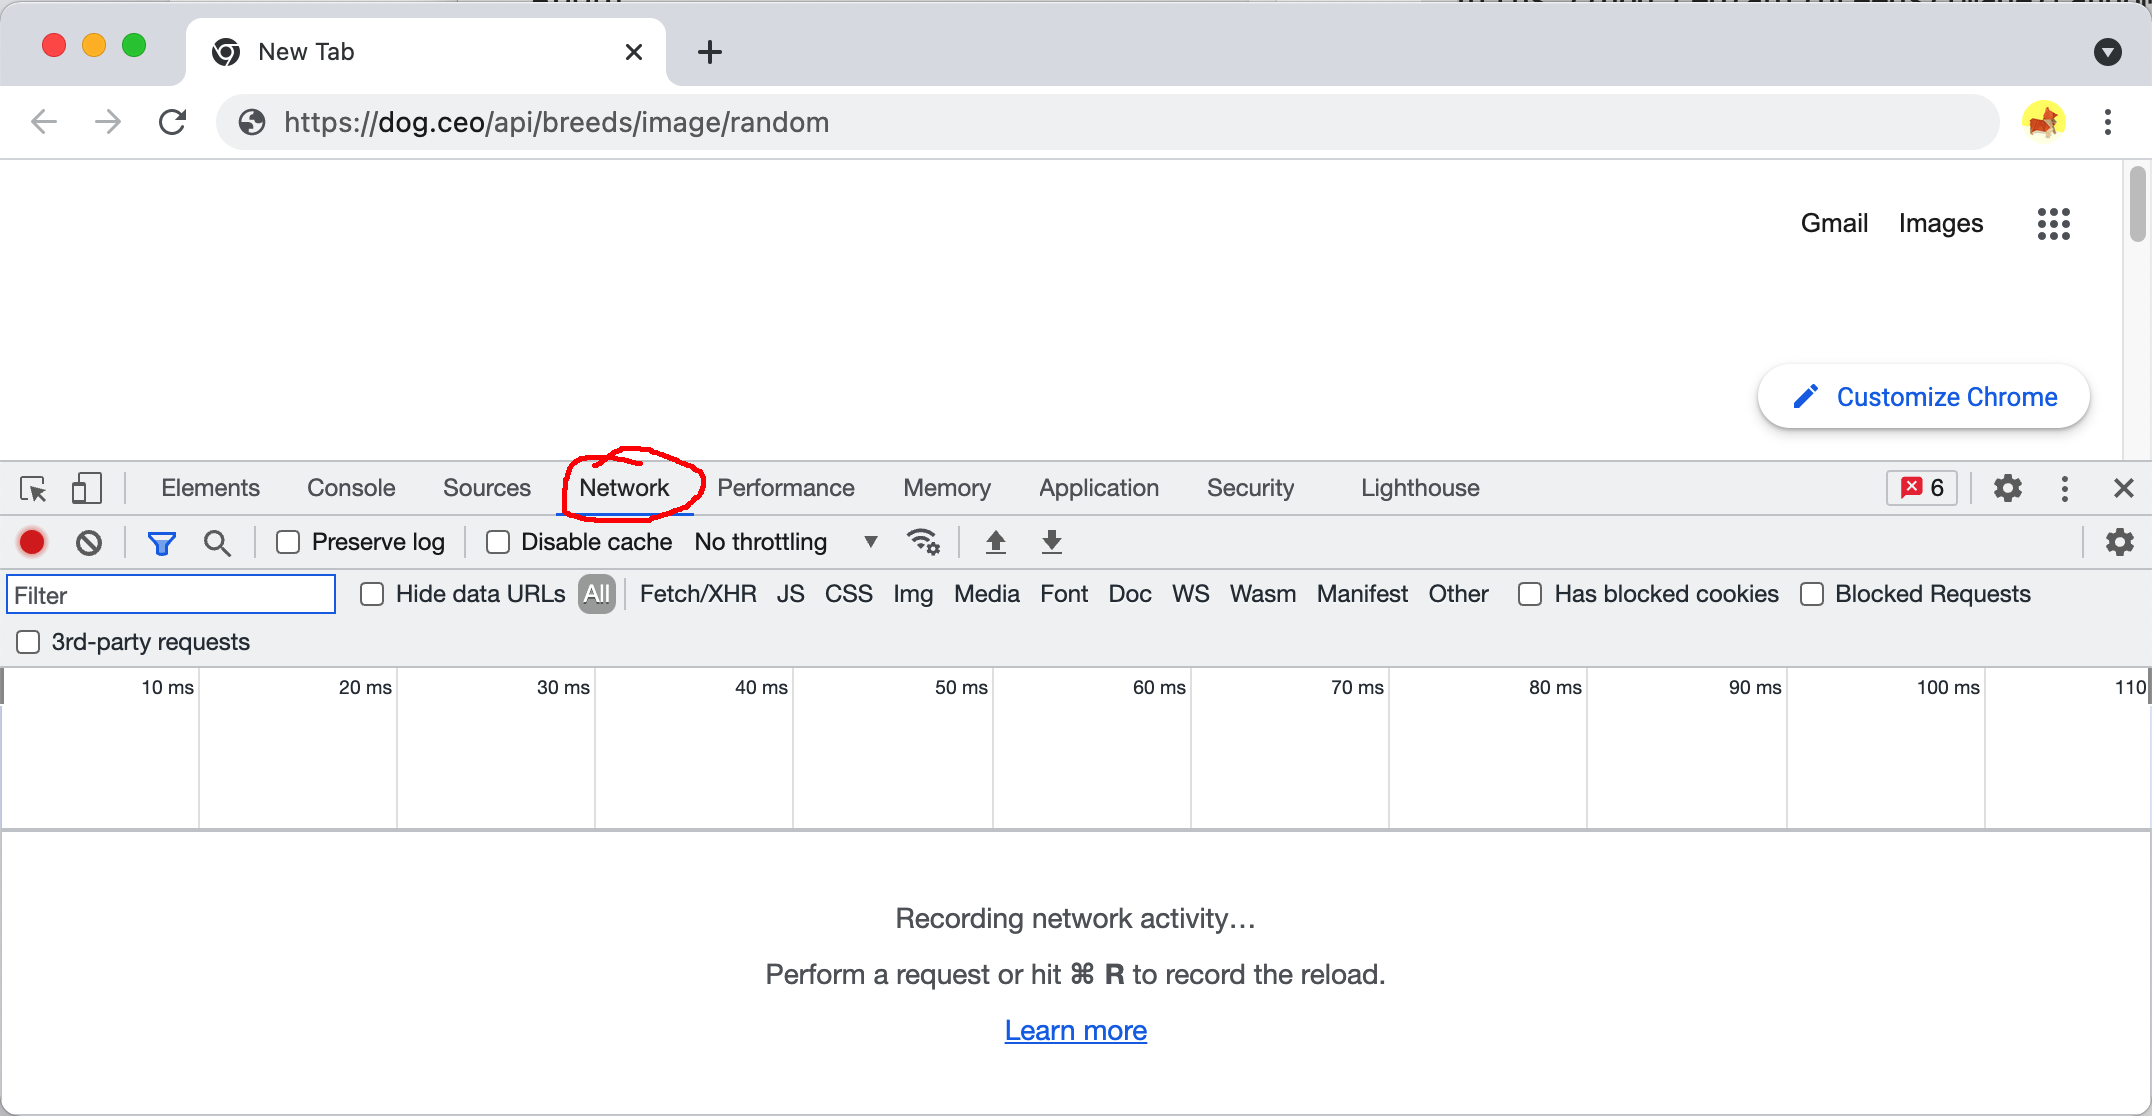 New Tab
https://dog.ceo/api/breeds/image/random
Gmail Images
Customize Chrome
Elements Console Sources Network Performance Memory Application Security Lighthouse 6
Preserve log Disable cache No throttling
Filter Hide data URLs All Fetch/XHR JS CSS Img Media Font Doc WS Wasm Manifest Other Has blocked cookies Blocked Requests
3rd-party requests
10 ms 20 ms 30 ms 40 ms 50 ms 60 ms 70 ms 80 ms 90 ms 100 ms 110
Recording network activity…
Perform a request or hit ⌘ R to record the reload.
Learn more